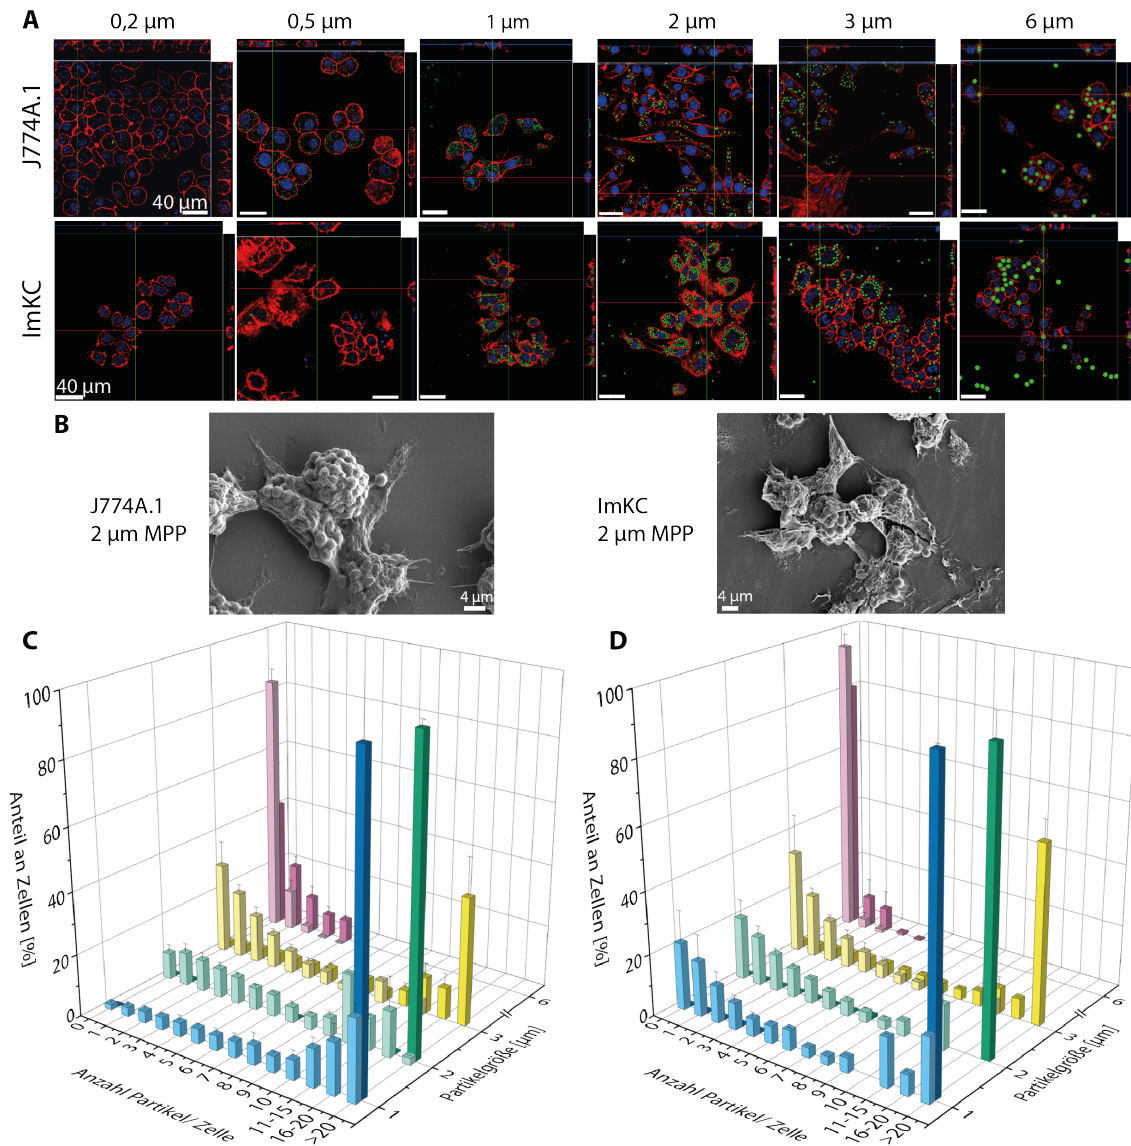 A
0,2 µm 0,5 µm 1 µm 2 µm 3 µm 6 µm
J774A.1
40 µm
ImKC
40 µm
B
J774A.1
2 µm MPP
4 µm
ImKC
2 µm MPP
4 µm
C
100
80
60
40
20
0
Anteil an Zellen [%]
0
1
2
3
4
5
6
7
8
9
10
11-15
16-20
>20
Anzahl Partikel/ Zelle
1
2
3
6
Partikelgröße [µm]
D
100
80
60
40
20
0
Anteil an Zellen [%]
0
1
2
3
4
5
6
7
8
9
10
11-15
16-20
>20
Anzahl Partikel/ Zelle
1
2
3
6
Partikelgröße [µm]